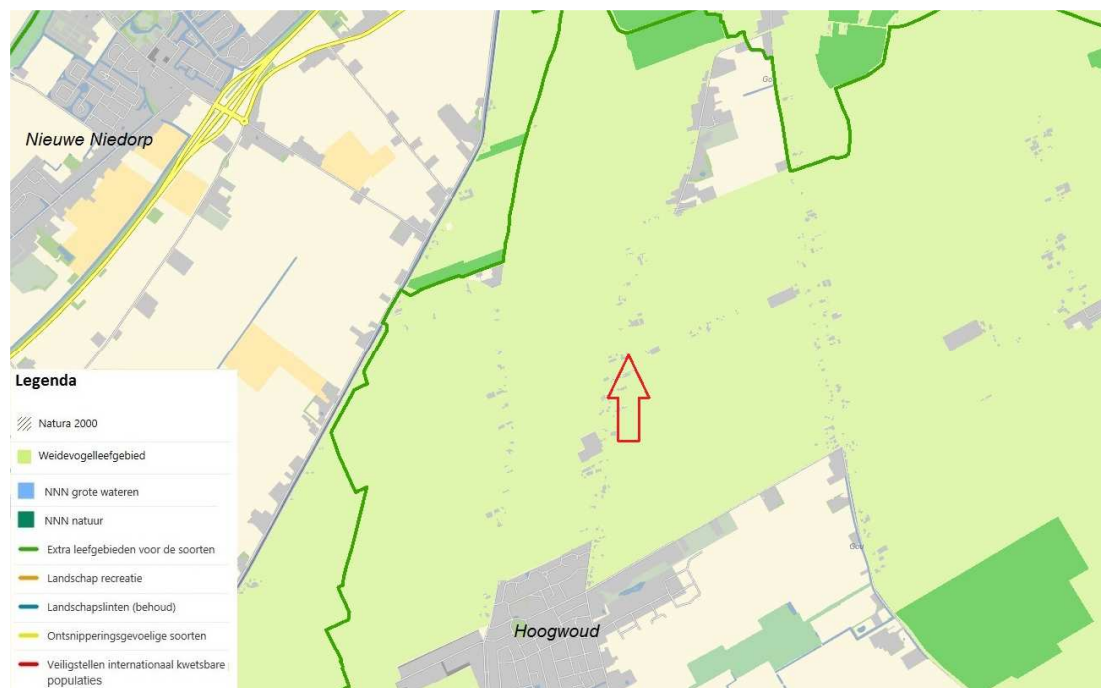 Nieuwe Niedorp
Hoogwoud
Gou
Legenda
Natura 2000
Weidevogelleefgebied
NNN grote wateren
NNN natuur
Extra leefgebieden voor de soorten
Landschap recreatie
Landschapslinten (behoud)
Ontsnipperingsgevoelige soorten
Veiligstellen internationaal kwetsbare
populaties